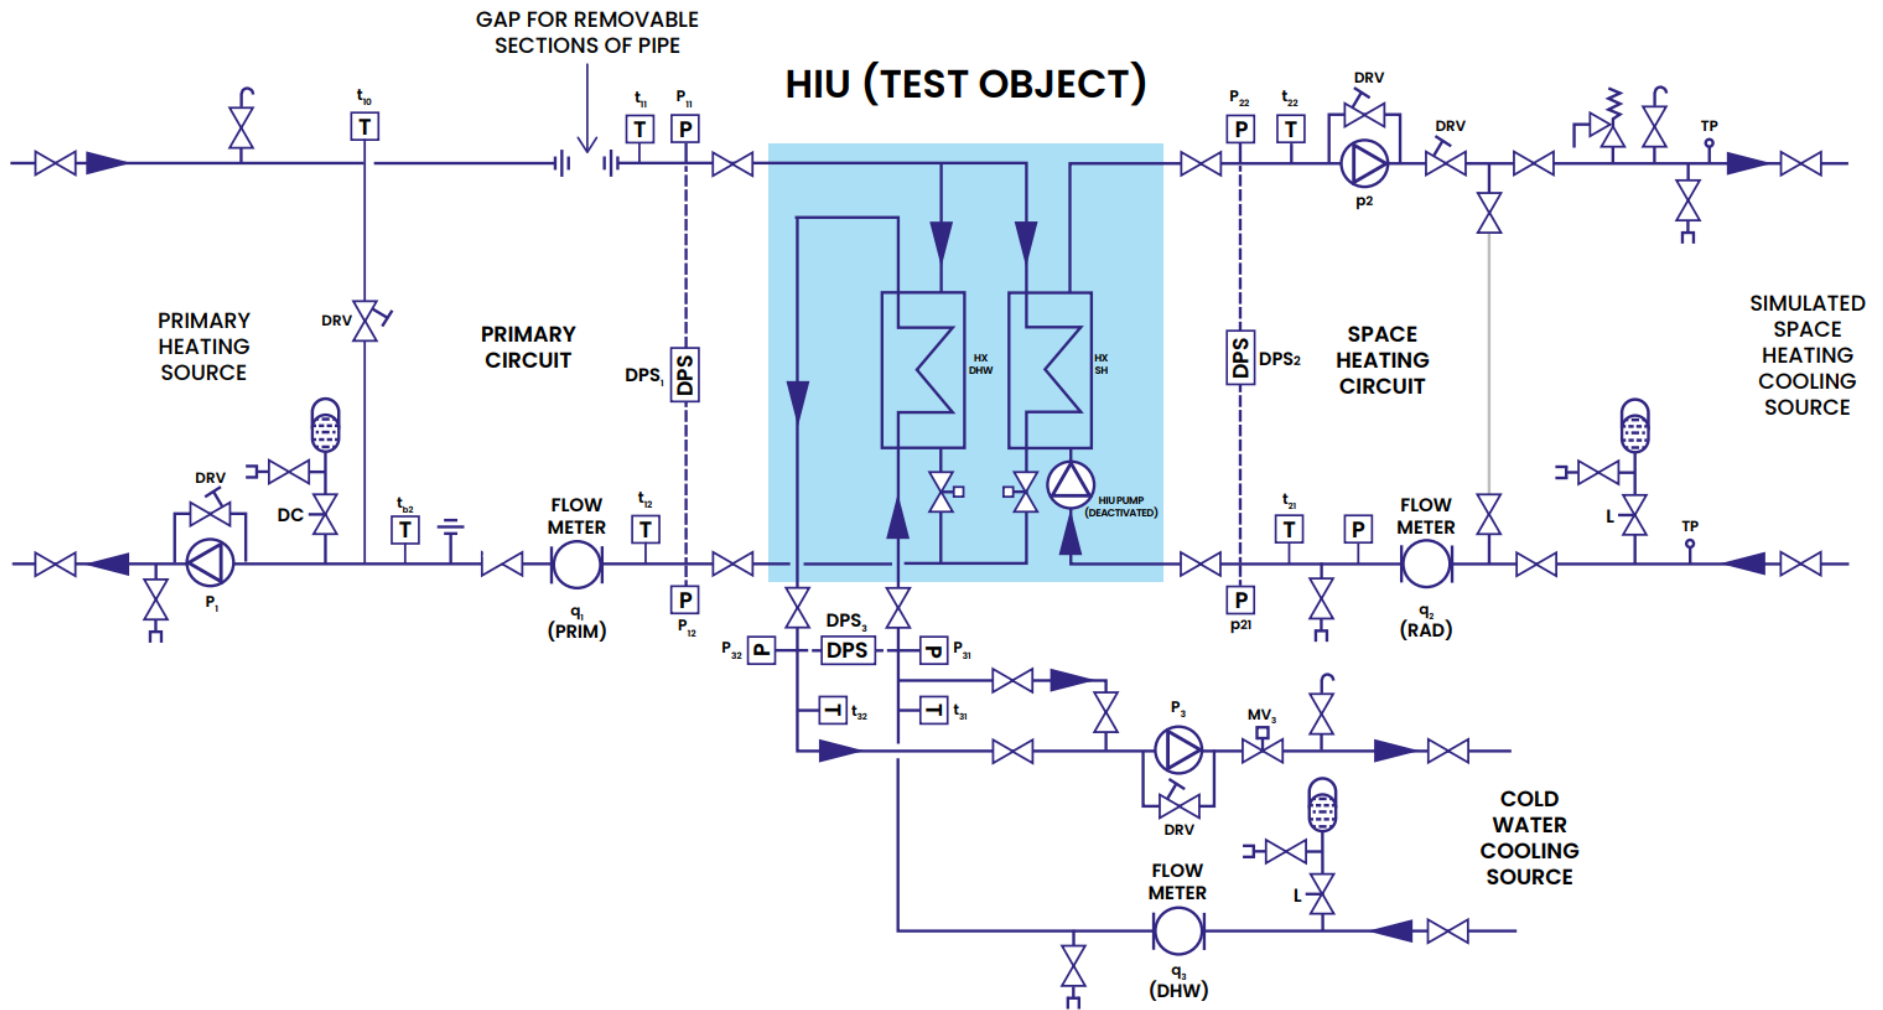 GAP FOR REMOVABLE
SECTIONS OF PIPE
HIU (TEST OBJECT)
t10
T
t11
T
P11
P
P22
P
t22
T
DRV
DRV
p2
TP
PRIMARY
HEATING
SOURCE
DRV
PRIMARY
CIRCUIT
DPS1
DPS
HX
DHW
HX
SH
DPS
DPS2
SPACE
HEATING
CIRCUIT
SIMULATED
SPACE
HEATING
COOLING
SOURCE
DRV
DC
tb2
T
FLOW
METER
t12
T
HIU PUMP
(DEACTIVATED)
t21
T
P
FLOW
METER
L
TP
P1
q1
(PRIM)
P
P12
P
p21
q2
(RAD)
P32
P
DPS3
DPS
P
P31
T
t32
T
t31
P3
MV3
DRV
COLD
WATER
COOLING
SOURCE
FLOW
METER
L
q3
(DHW)